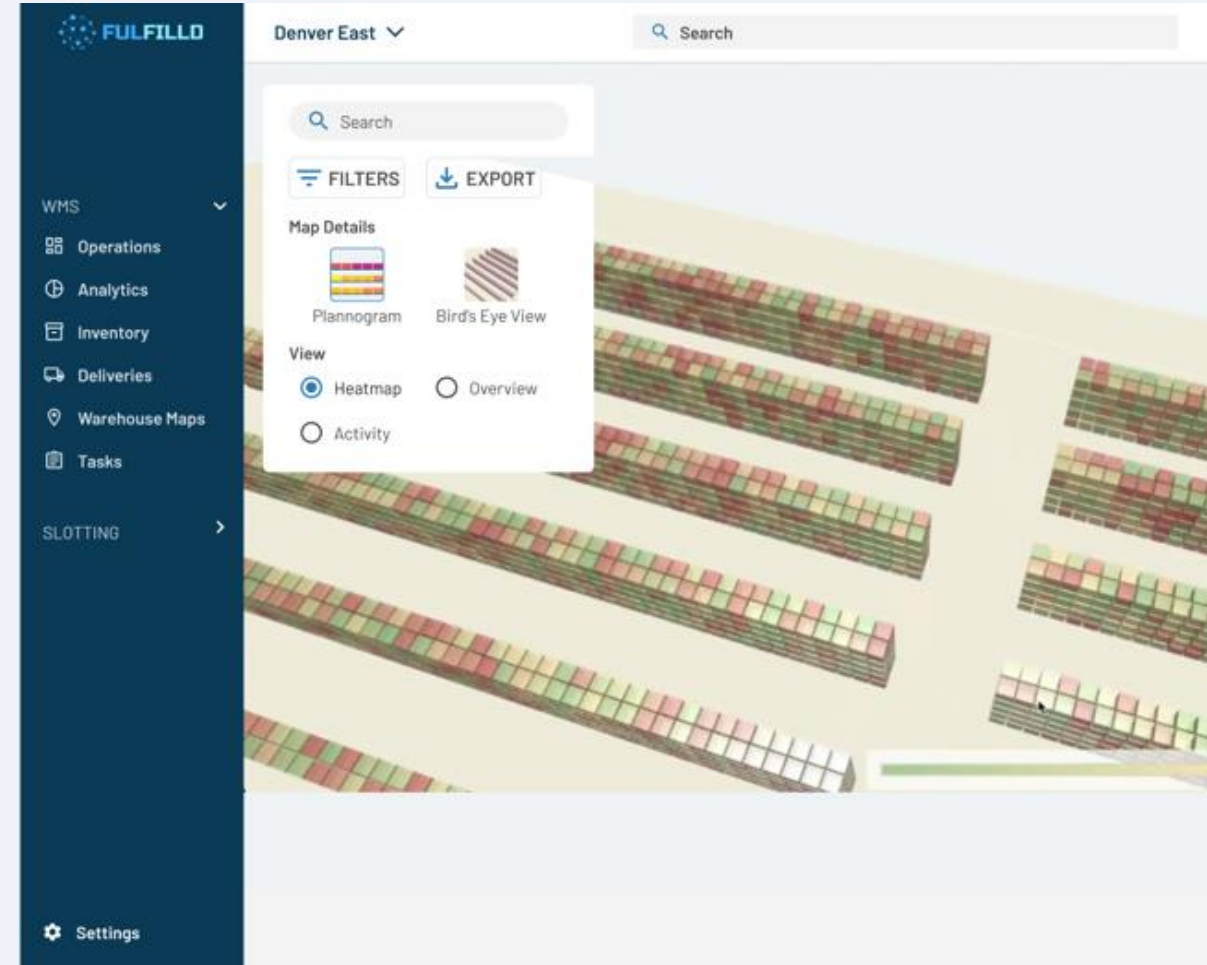 FULFILLD
Denver East
Search
Search
FILTERS
EXPORT
Map Details
Plannogram
Bird's Eye View
View
Heatmap
Overview
Activity
WMS
Operations
Analytics
Inventory
Deliveries
Warehouse Maps
Tasks
SLOTTING
Settings